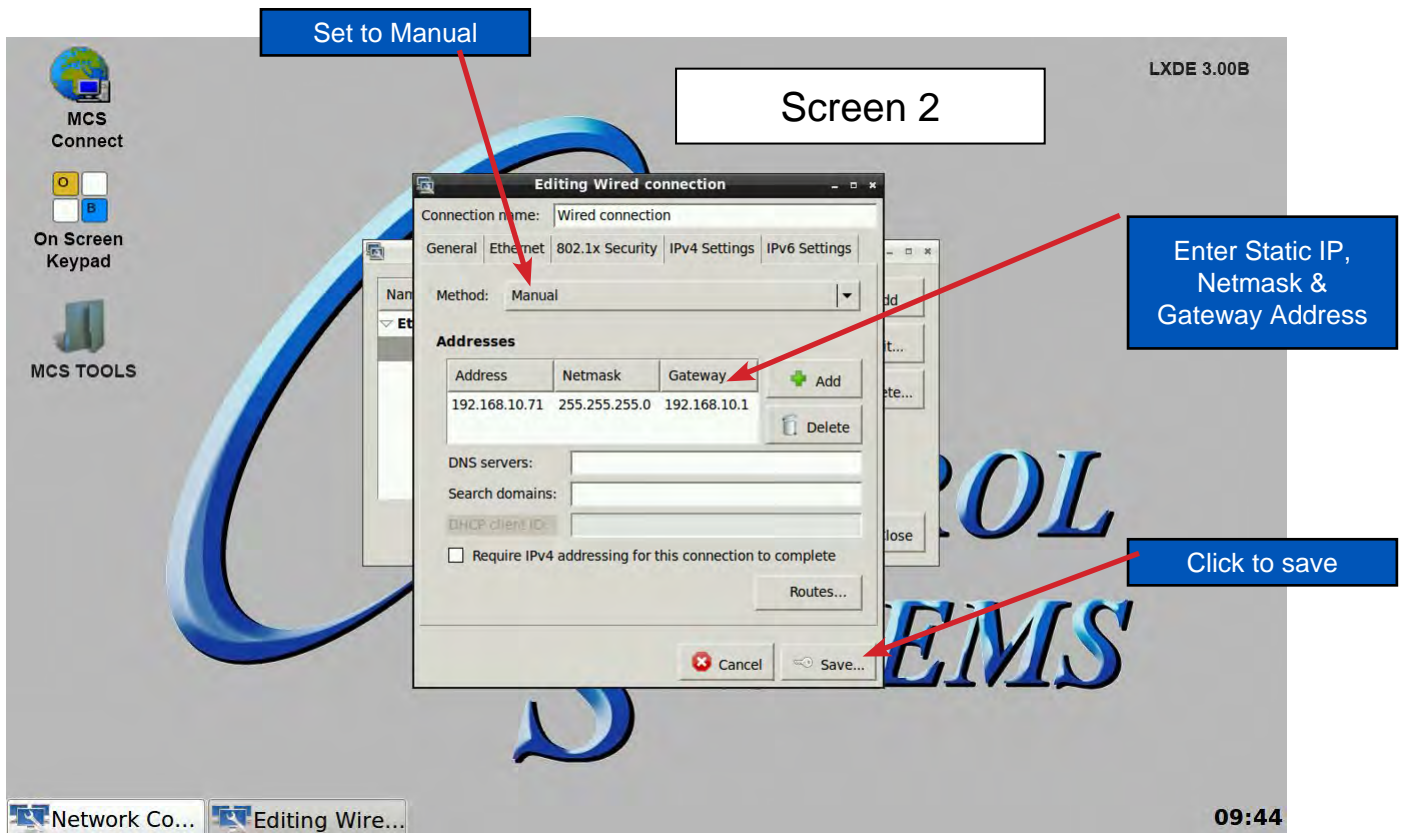 Set to Manual
LXDE 3.00B
Screen 2
MCS
Connect
O
B
On Screen
Keypad
MCS TOOLS
Editing Wired connection
Connection name: Wired connection
General Ethernet 802.1x Security IPv4 Settings IPv6 Settings
Method: Manual
Addresses
Address Netmask Gateway
192.168.10.71 255.255.255.0 192.168.10.1
Add
Delete
DNS servers:
Search domains:
DHCP client ID:
Require IPv4 addressing for this connection to complete
Routes...
Cancel Save...
Enter Static IP,
Netmask &
Gateway Address
Click to save
Nam
Et
dd
it...
ete...
lose
ROL
EMS
S
Network Co... Editing Wire...
09:44